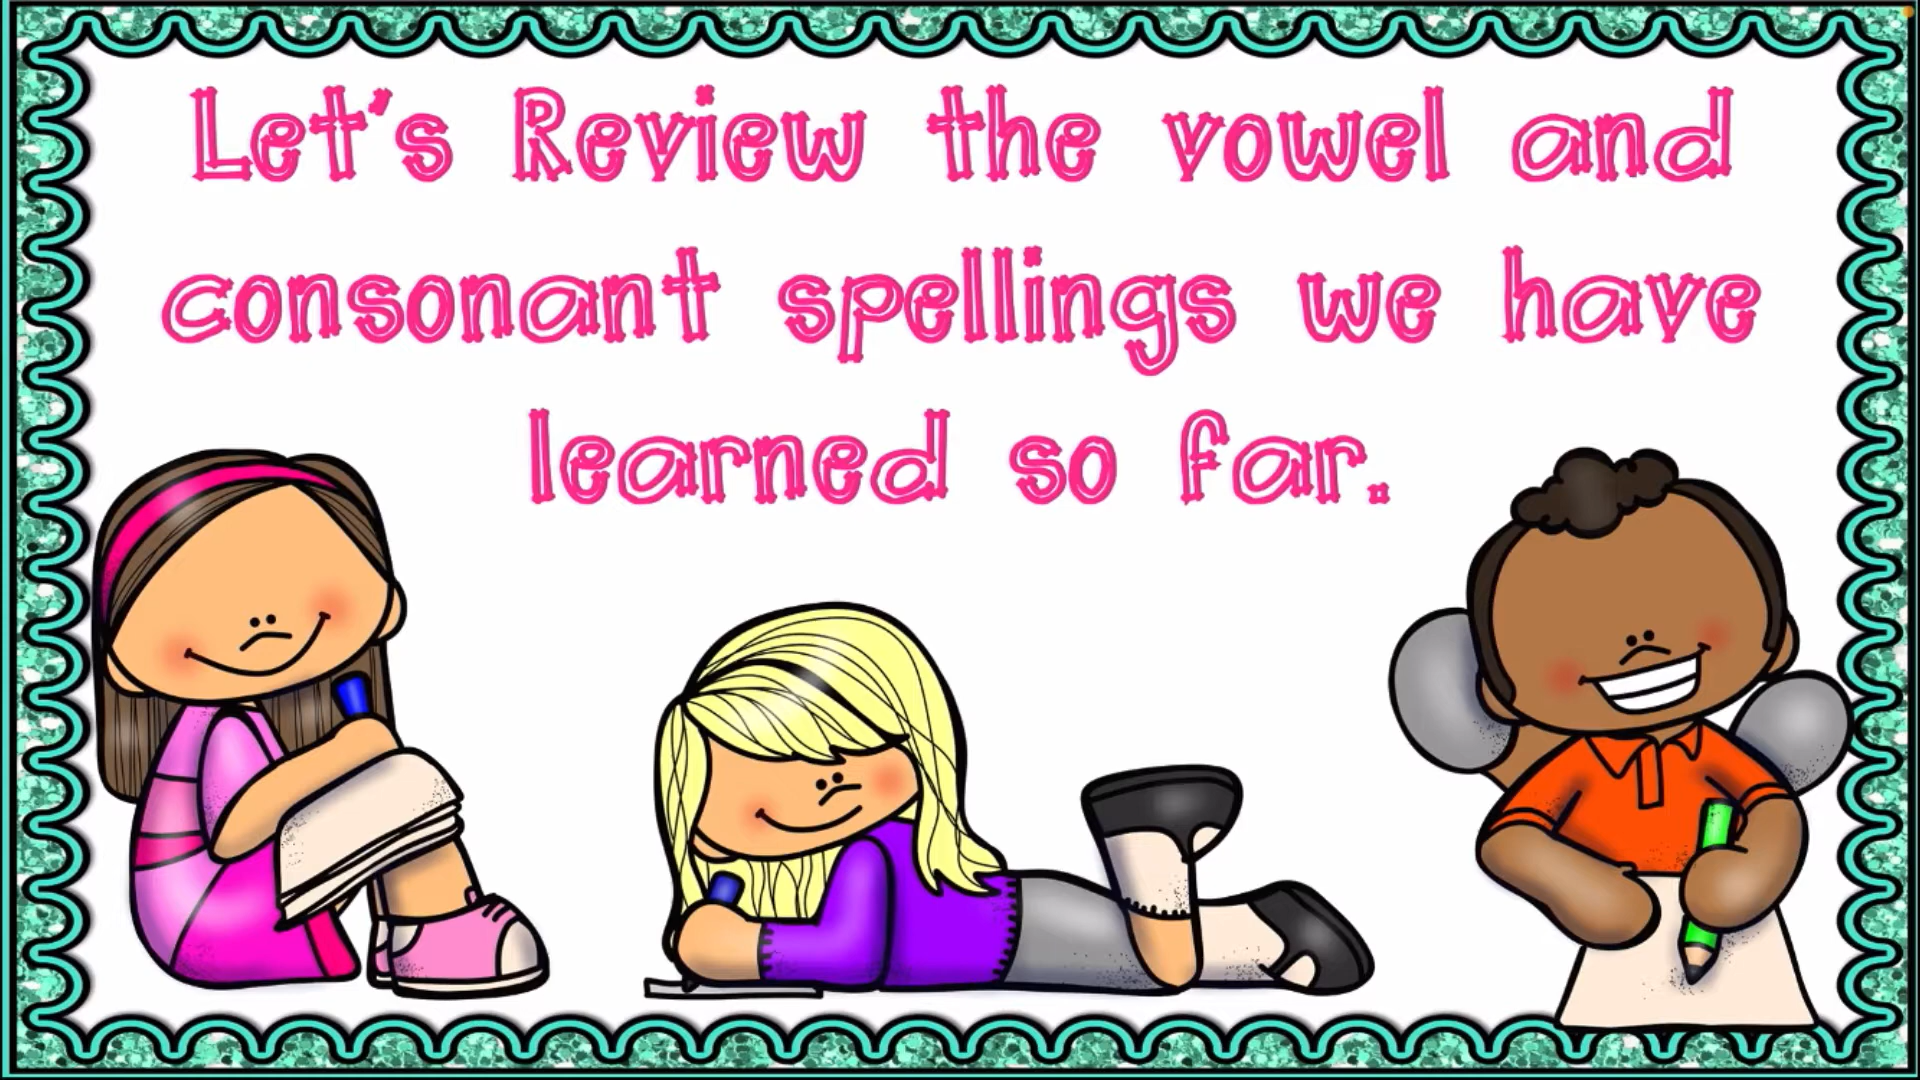 Let's Review the vowel and
consonant spellings we have
learned so far.